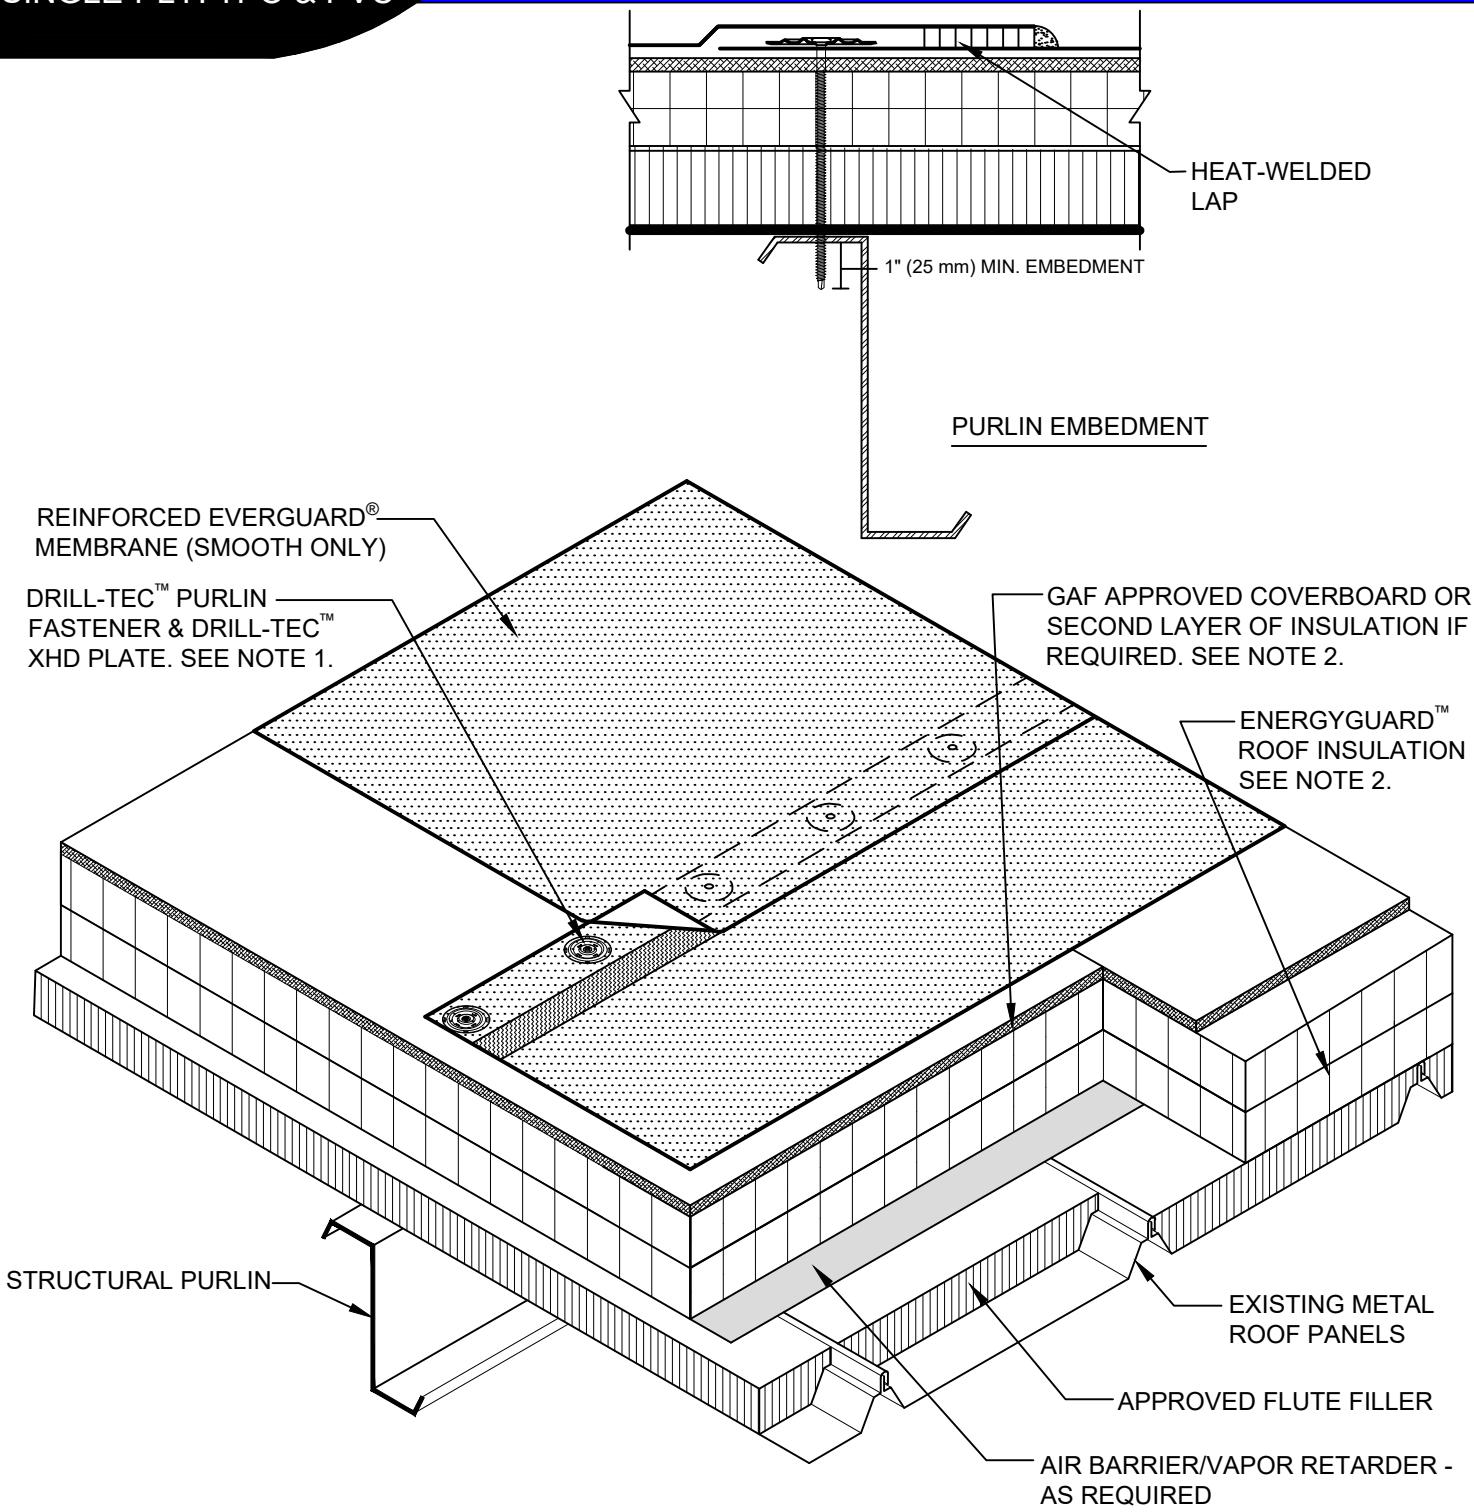 SINGLE PLY TPO & PVC
HEAT-WELDED
LAP
1" (25 mm) MIN. EMBEDMENT
PURLIN EMBEDMENT
REINFORCED EVERGUARD®
MEMBRANE (SMOOTH ONLY)
DRILL-TEC™ PURLIN
FASTENER & DRILL-TEC™
XHD PLATE. SEE NOTE 1.
GAF APPROVED COVERBOARD OR
SECOND LAYER OF INSULATION IF
REQUIRED. SEE NOTE 2.
ENERGYGUARD™
ROOF INSULATION
SEE NOTE 2.
STRUCTURAL PURLIN
EXISTING METAL
ROOF PANELS
APPROVED FLUTE FILLER
AIR BARRIER/VAPOR RETARDER -
AS REQUIRED